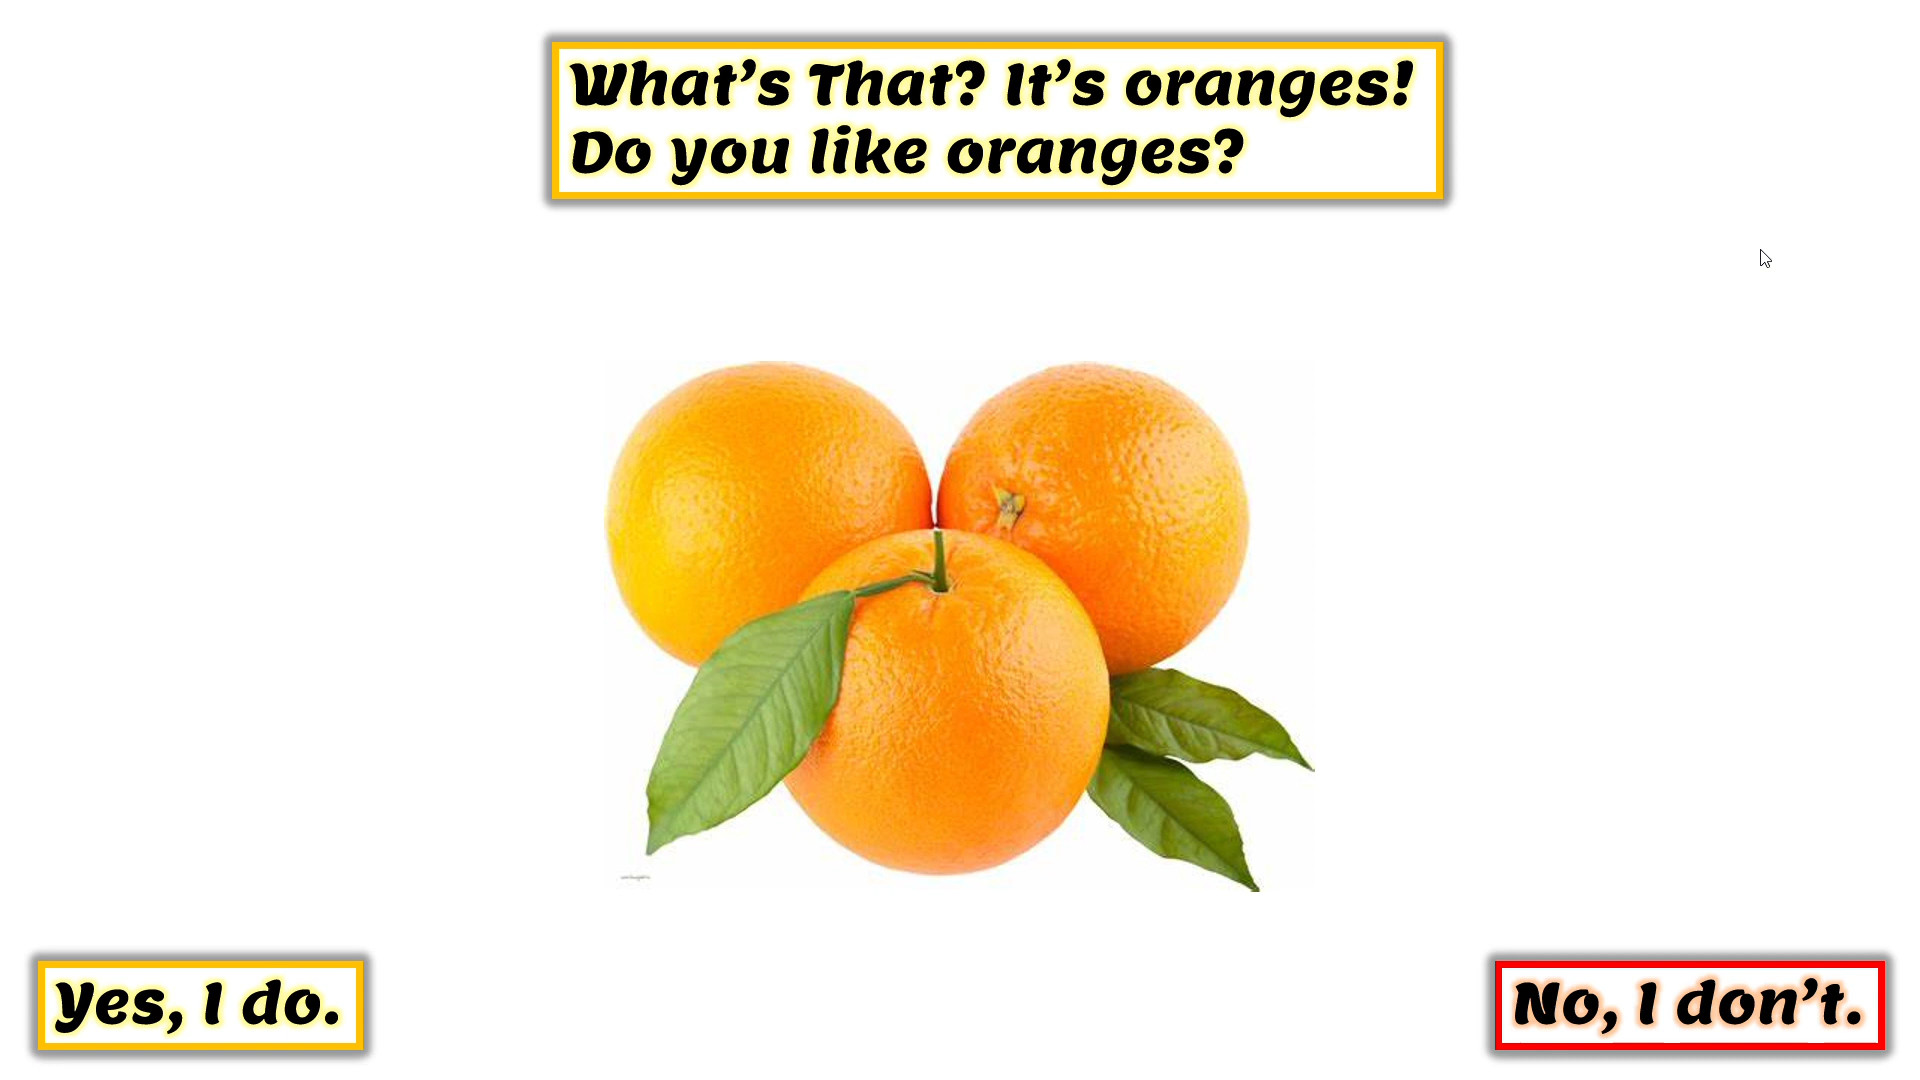 What’s That? It’s oranges!
Do you like oranges?
Yes, I do.
No, I don’t.